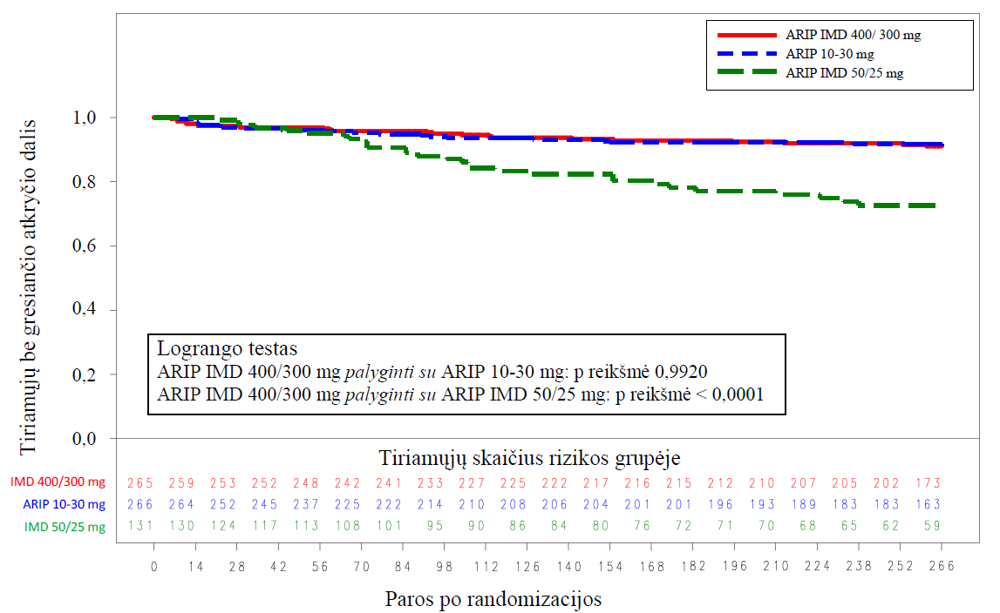 ARIP IMD 400/ 300 mg
ARIP 10-30 mg
ARIP IMD 50/25 mg
Tiriamųjų be gresiančio atkryčio dalis
1.0
0.8
0.6
0,4
0,2
0,0
Logrango testas
ARIP IMD 400/300 mg palyginti su ARIP 10-30 mg: p reikšmė 0,9920
ARIP IMD 400/300 mg palyginti su ARIP IMD 50/25 mg: p reikšmė < 0,0001
Tiriamųjų skaičius rizikos grupėje
IMD 400/300 mg 265 259 253 252 248 242 241 233 227 225 222 217 216 215 212 210 207 205 202 173
ARIP 10-30 mg 266 264 252 245 237 225 222 214 210 208 206 204 201 201 196 193 189 183 183 163
IMD 50/25 mg 131 130 124 117 113 108 101 95 90 86 84 80 76 72 71 70 68 65 62 59
0 14 28 42 56 70 84 98 112 126 140 154 168 182 196 210 224 238 252 266
Paros po randomizacijos